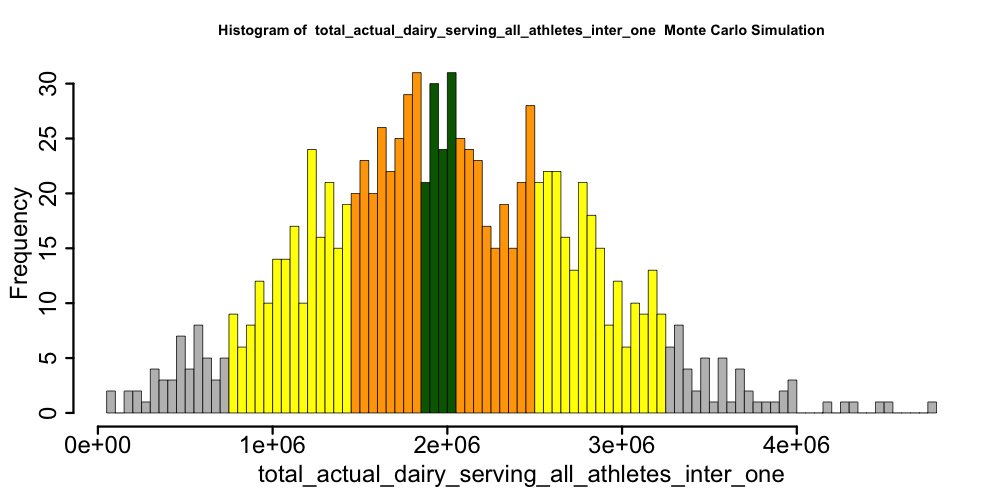 Histogram of  total_actual_dairy_serving_all_athletes_inter_one  Monte Carlo Simulation
Frequency
30
25
20
15
10
5
0
0e+00 1e+06 2e+06 3e+06 4e+06
total_actual_dairy_serving_all_athletes_inter_one